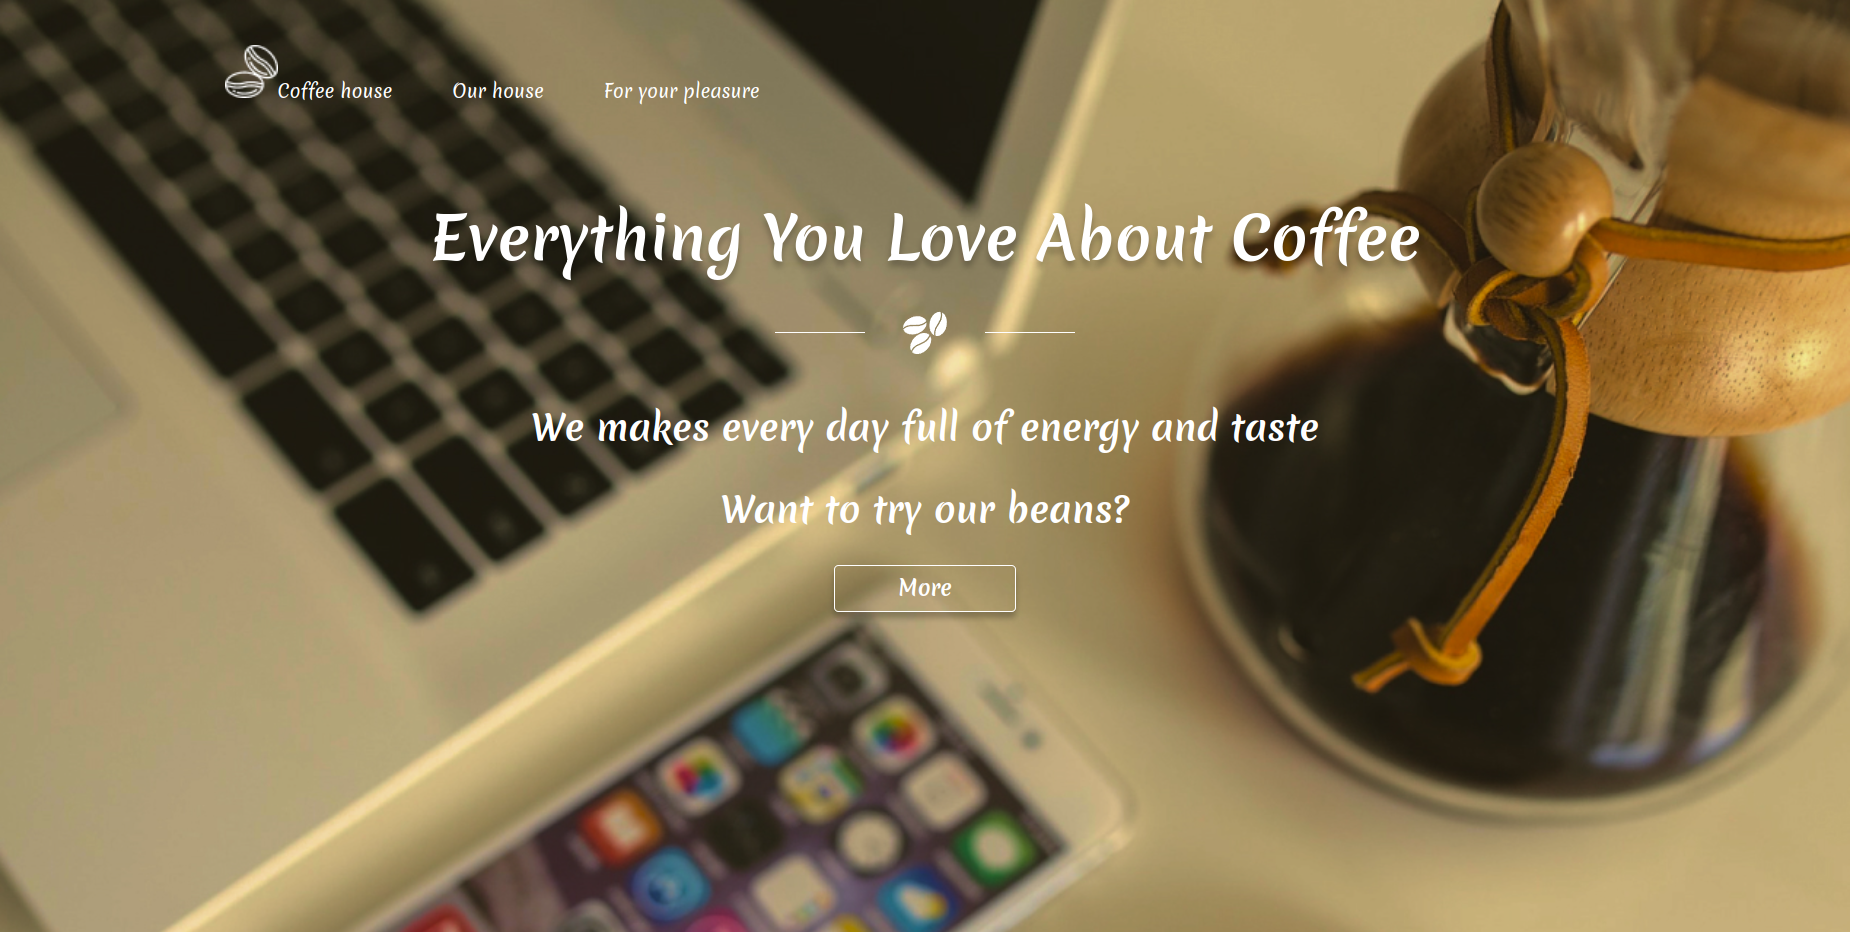 Coffee house Our house For your pleasure
Everything You Love About Coffee
We makes every day full of energy and taste
Want to try our beans?
More